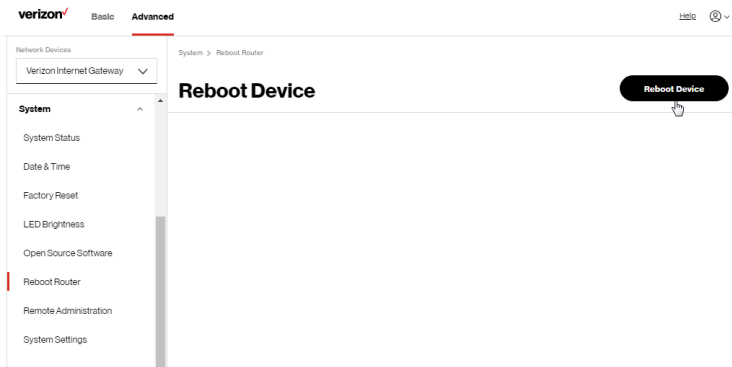 verizon
Basic
Advanced
Help
Network Devices
Verizon Internet Gateway
System
System Status
Date & Time
Factory Reset
LED Brightness
Open Source Software
Reboot Router
Remote Administration
System Settings
System > Reboot Router
Reboot Device
Reboot Device